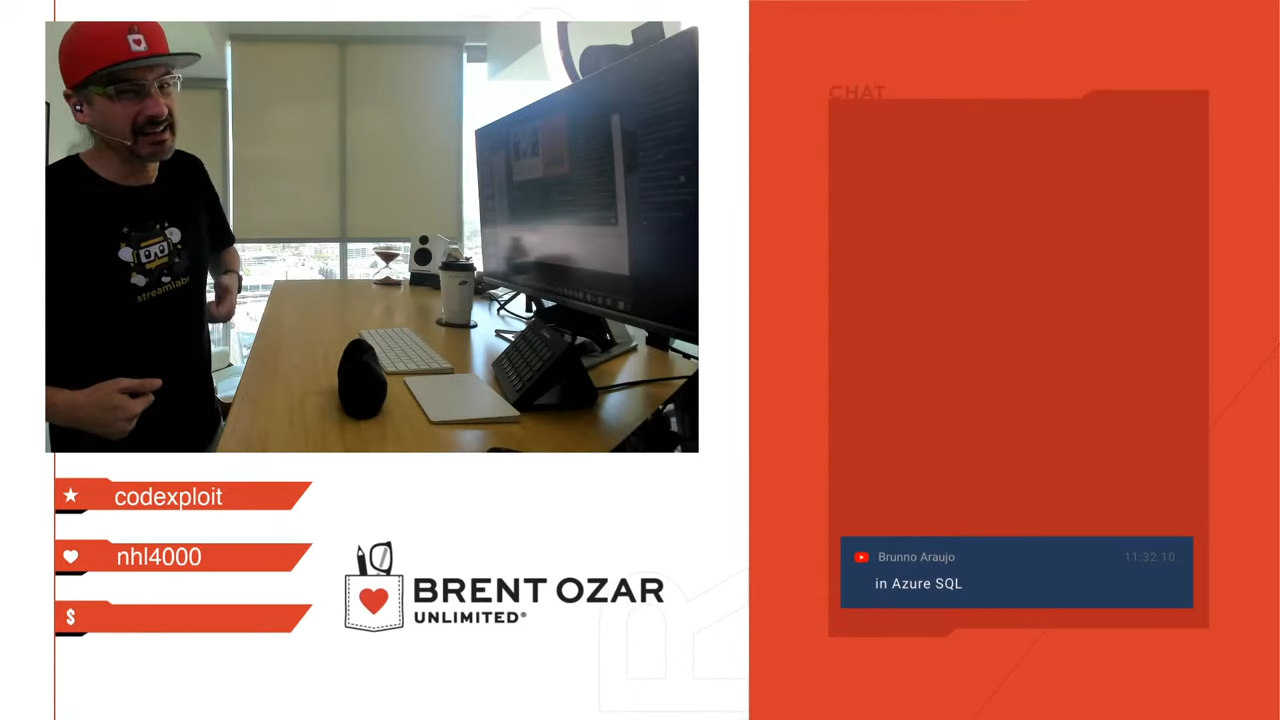 streamlabs
CHAT
codexploit
nhl4000
$
BRENT OZAR
UNLIMITED®
Brunno Araujo 11:32:10
in Azure SQL